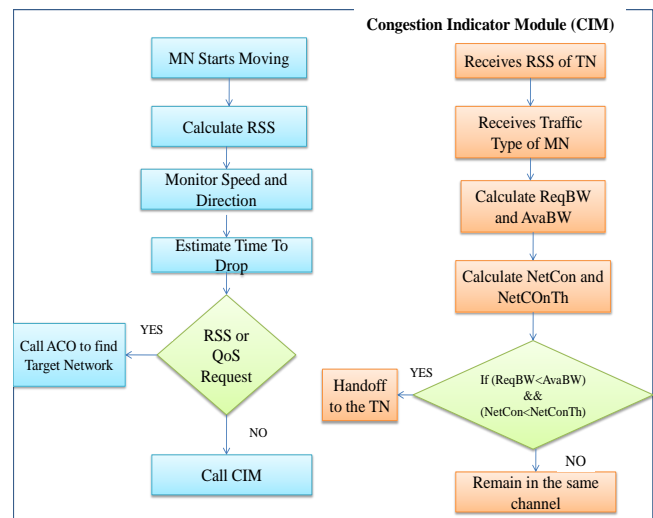 Congestion Indicator Module (CIM)
MN Starts Moving
Calculate RSS
Monitor Speed and
Direction
Estimate Time To
Drop
RSS or
QoS
Request
YES
Call ACO to find
Target Network
NO
Call CIM
Receives RSS of TN
Receives Traffic
Type of MN
Calculate ReqBW
and AvaBW
Calculate NetCon and
NetCOnTh
If (ReqBW<AvaBW)
&&
(NetCon<NetConTh)
YES
Handoff
to the TN
NO
Remain in the same
channel